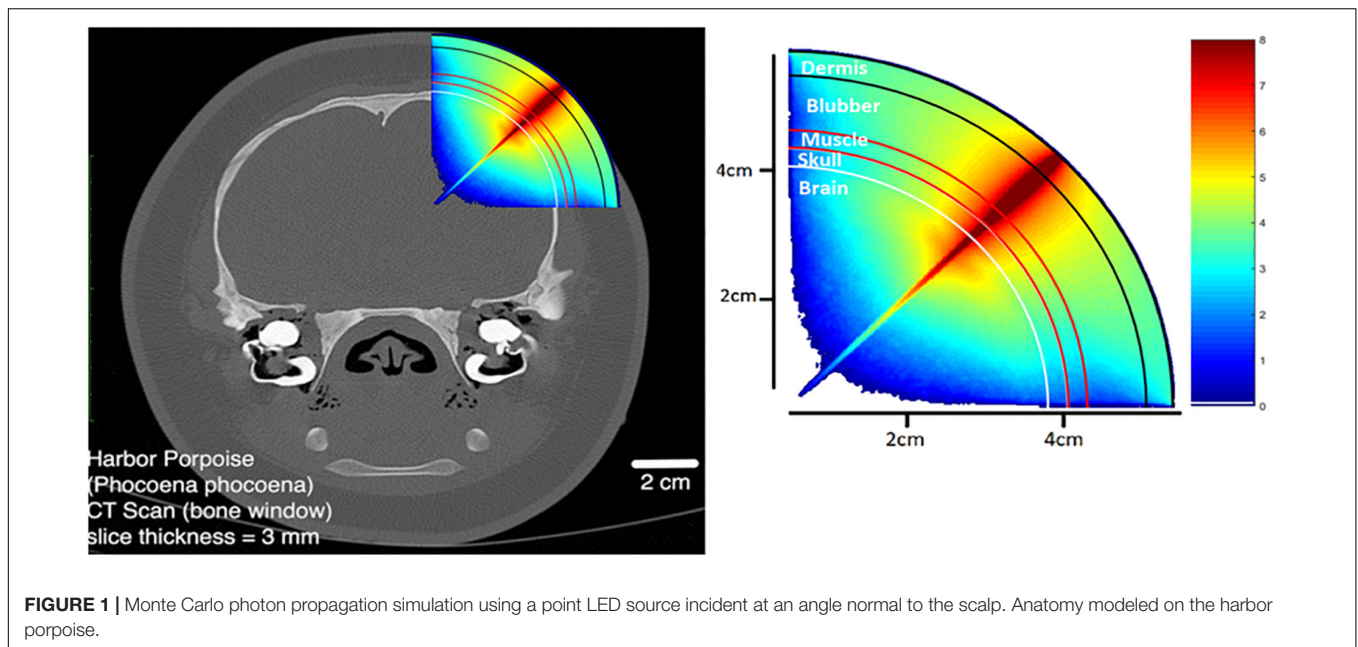 Harbor Porpoise
(Phocoena phocoena)
CT Scan (bone window)
slice thickness = 3 mm
2 cm
Dermis
Blubber
Muscle
Skull
Brain
4cm
2cm
2cm
4cm
8
7
6
5
4
3
2
1
0
FIGURE 1 | Monte Carlo photon propagation simulation using a point LED source incident at an angle normal to the scalp. Anatomy modeled on the harbor
porpoise.